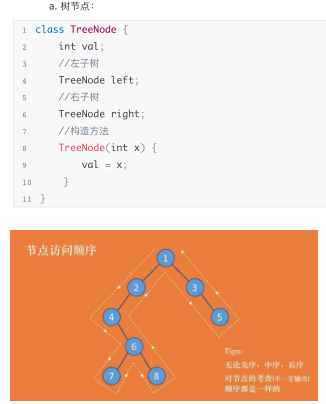 a. 树节点：
1 class TreeNode {
2 int val;
3 //左子树
4 TreeNode left;
5 //右子树
6 TreeNode right;
7 //构造方法
8 TreeNode(int x) {
9 val = x;
10 }
11 }
节点访问顺序
1
2 3
4 5
6
7 8
Tips:
无论先序、中序、后序
对节点的考查(不一定输出)
顺序都是一样的